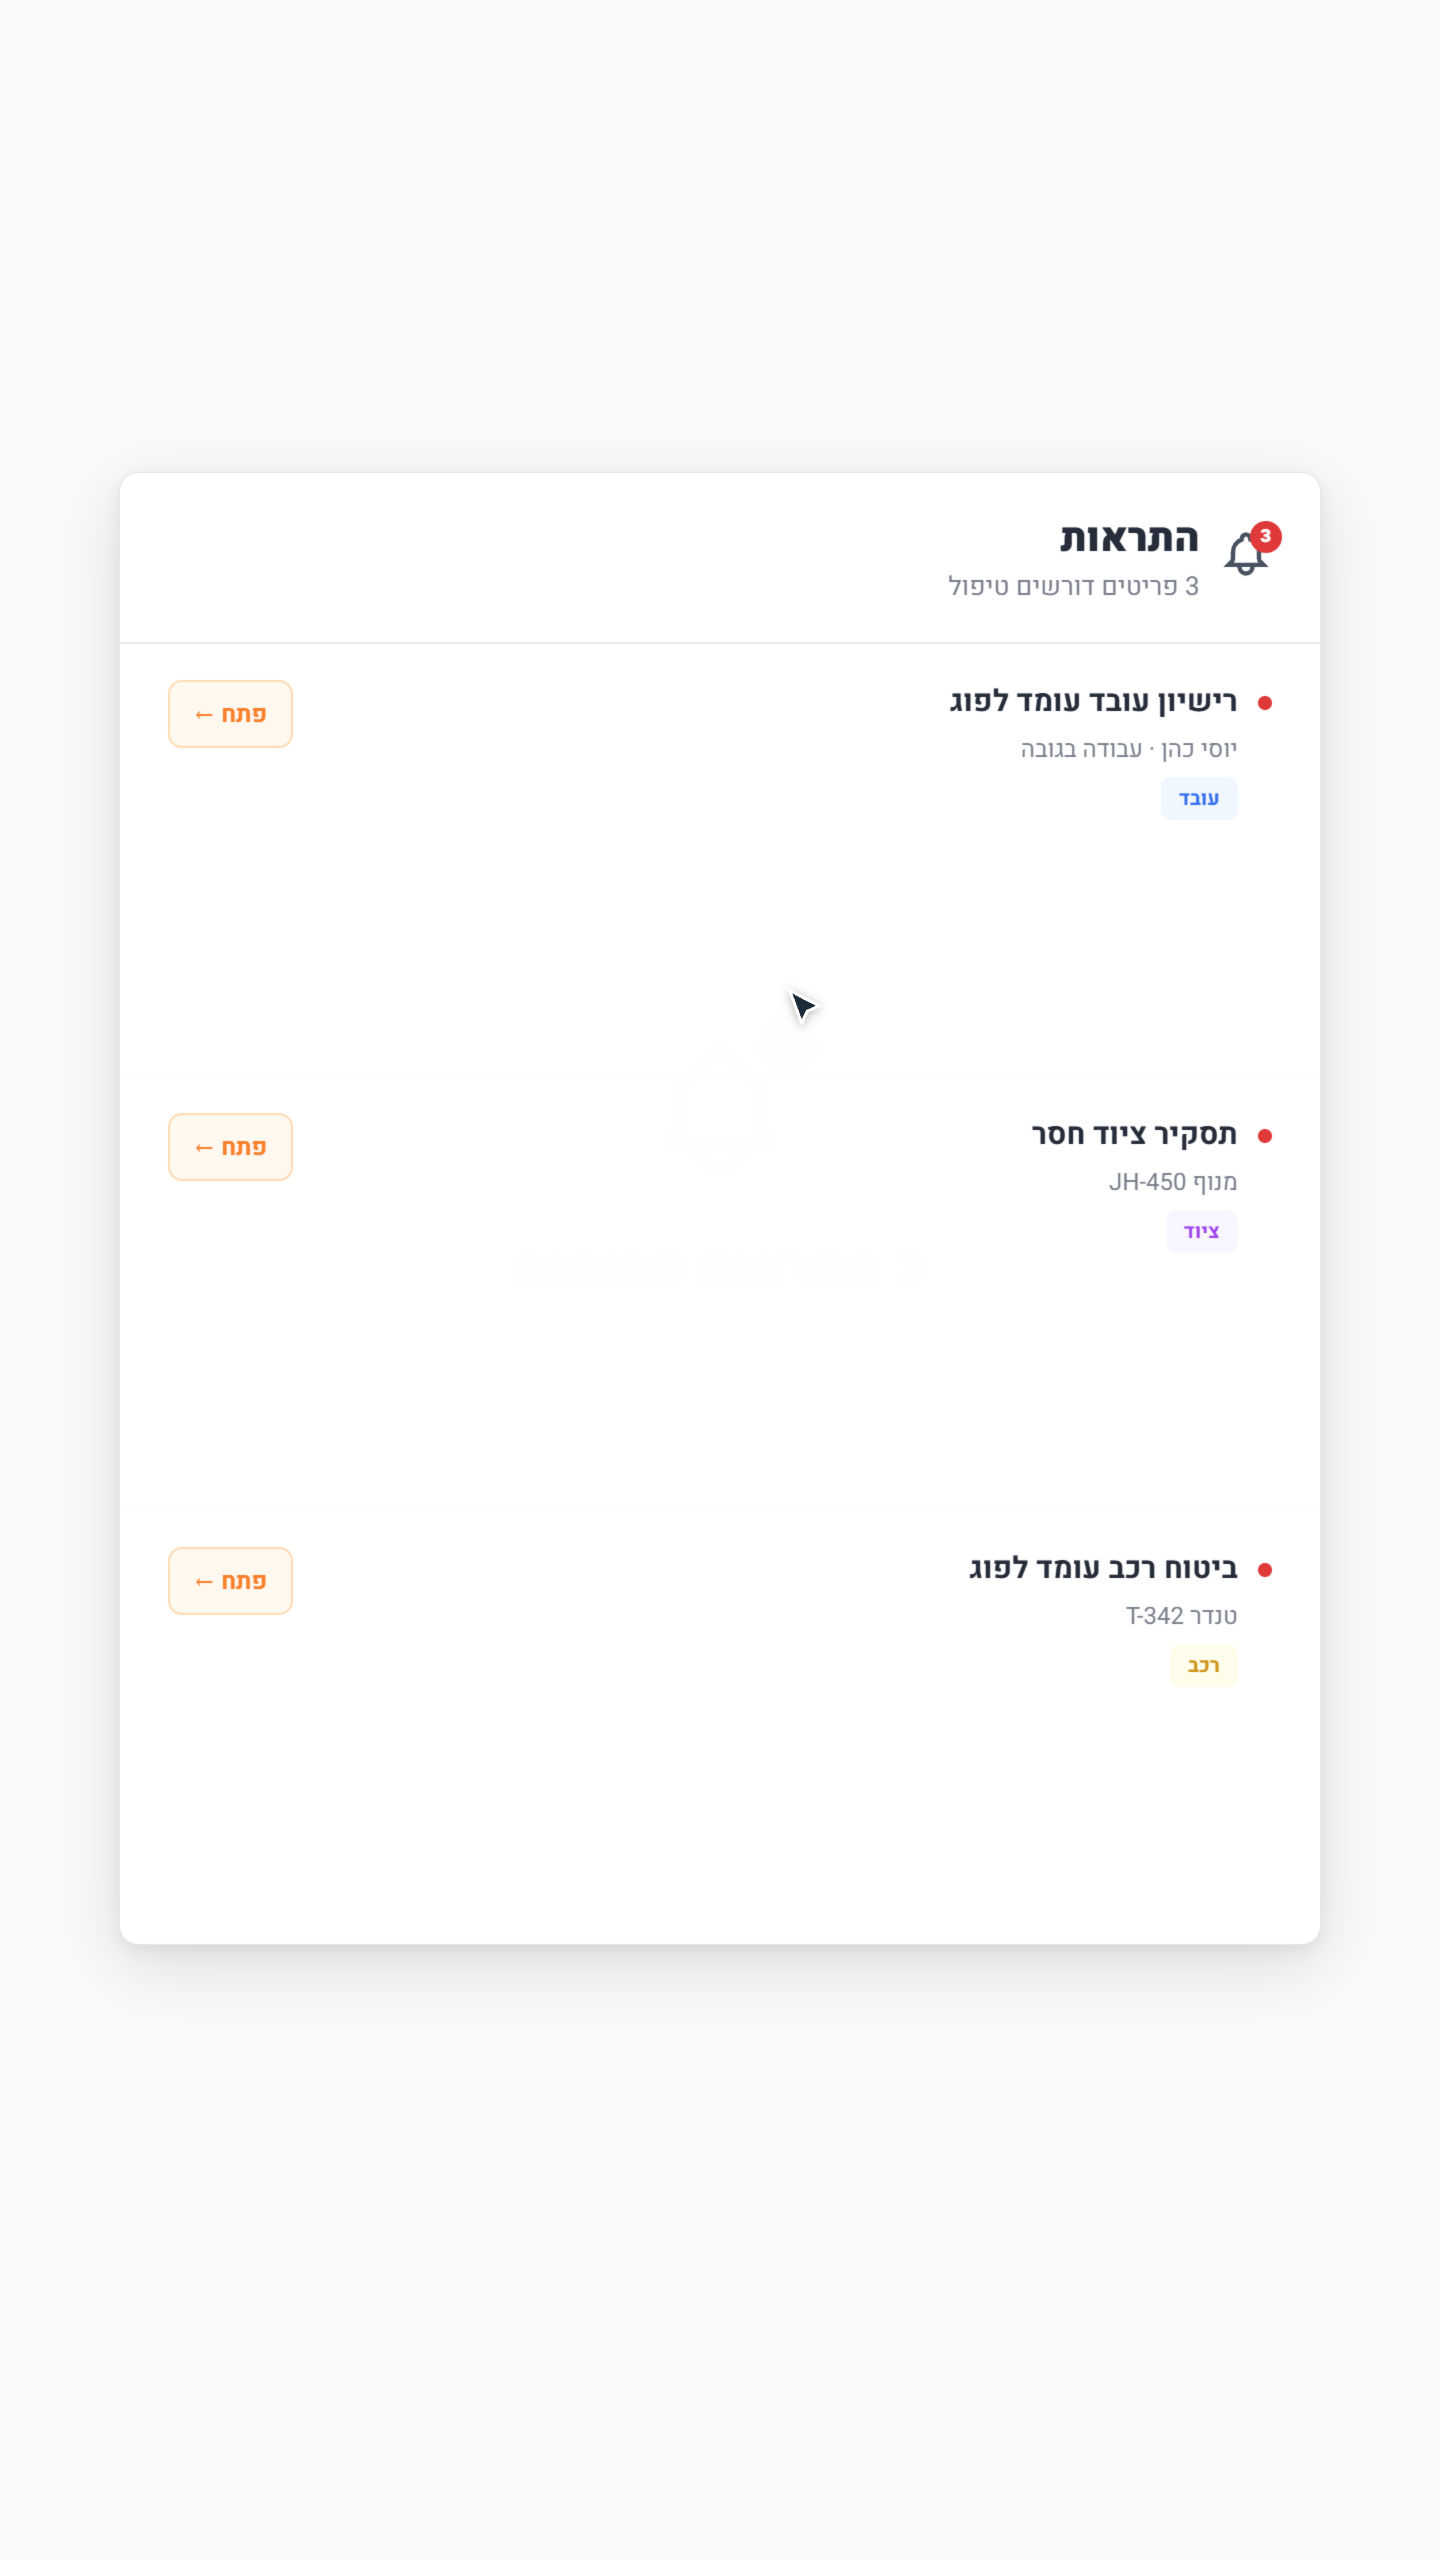 3
התראות
3 פריטים דורשים טיפול
רישיון עובד עומד לפוג
יוסי כהן · עבודה בגובה
עובד
פתח ←
תסקיר ציוד חסר
מנוף JH-450
ציוד
פתח ←
ביטוח רכב עומד לפוג
טנדר T-342
רכב
פתח ←